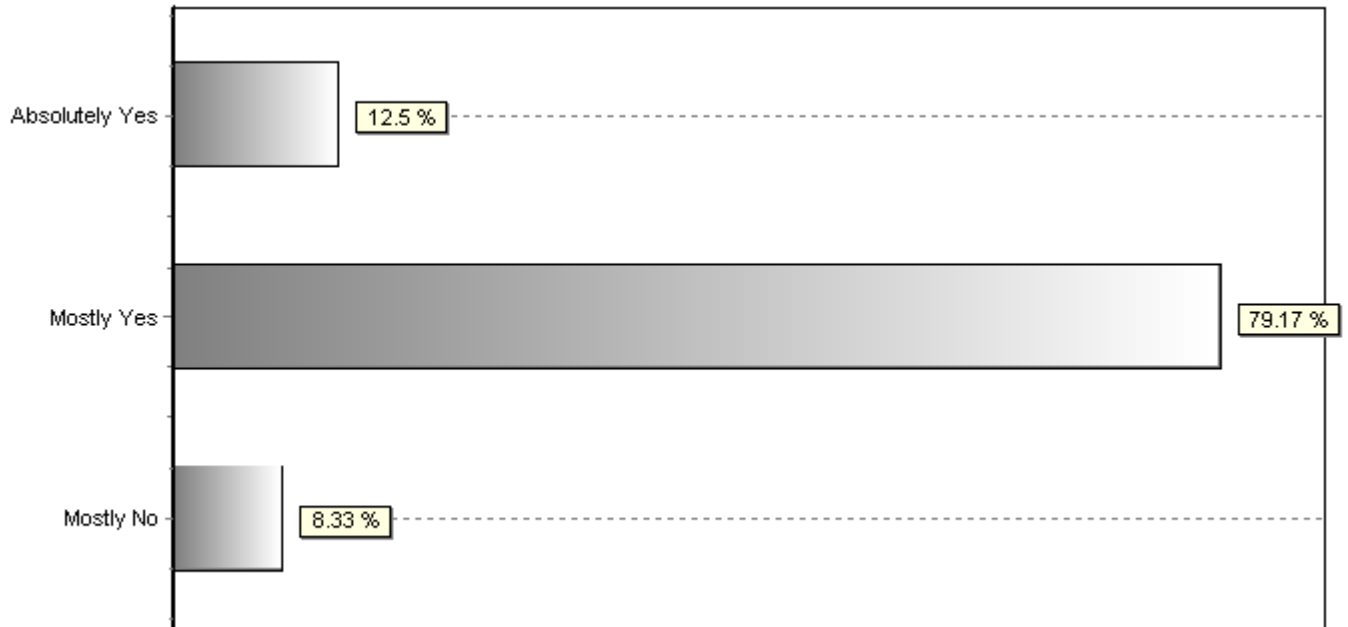 Absolutely Yes
12.5 %
Mostly Yes
79.17 %
Mostly No
8.33 %